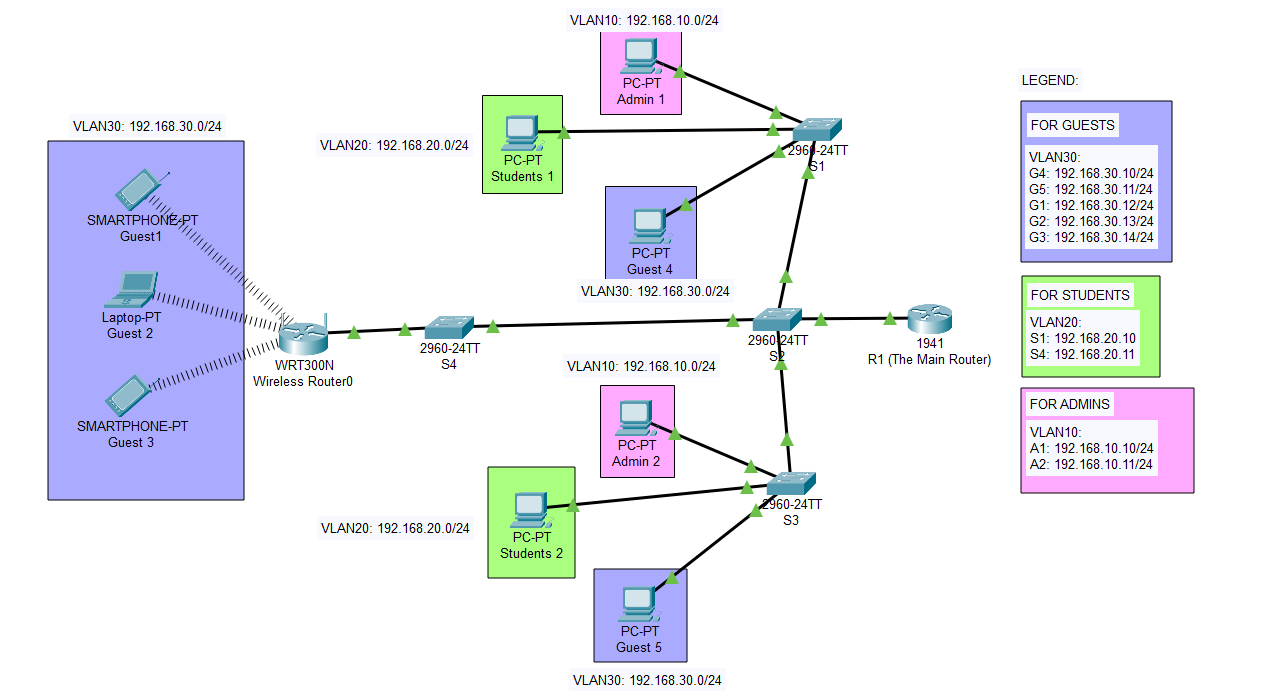 VLAN10: 192.168.10.0/24
PC-PT
Admin 1
VLAN30: 192.168.30.0/24
VLAN20: 192.168.20.0/24
PC-PT
Students 1
2960-24TT
S1
SMARTPHONE-PT
Guest1
PC-PT
Guest 4
VLAN30: 192.168.30.0/24
Laptop-PT
Guest 2
WRT300N
Wireless Router0
2960-24TT
S4
2960-24TT
S2
1941
R1 (The Main Router)
VLAN10: 192.168.10.0/24
SMARTPHONE-PT
Guest 3
PC-PT
Admin 2
2960-24TT
S3
VLAN20: 192.168.20.0/24
PC-PT
Students 2
PC-PT
Guest 5
VLAN30: 192.168.30.0/24
LEGEND:
FOR GUESTS
VLAN30:
G4: 192.168.30.10/24
G5: 192.168.30.11/24
G1: 192.168.30.12/24
G2: 192.168.30.13/24
G3: 192.168.30.14/24
FOR STUDENTS
VLAN20:
S1: 192.168.20.10
S4: 192.168.20.11
FOR ADMINS
VLAN10:
A1: 192.168.10.10/24
A2: 192.168.10.11/24